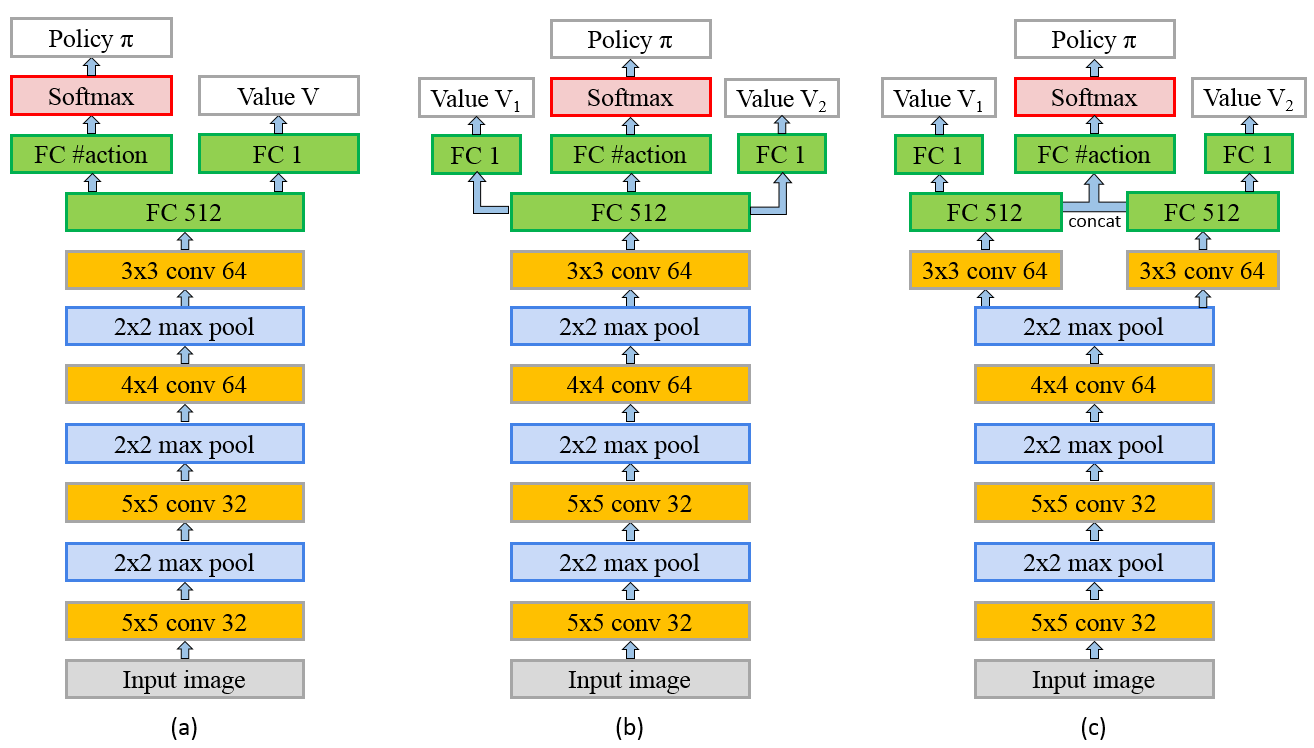 Policy π
Softmax
Value V
FC #action
FC 1
FC 512
3x3 conv 64
2x2 max pool
4x4 conv 64
2x2 max pool
5x5 conv 32
2x2 max pool
5x5 conv 32
Input image
(a)
Policy π
Value V1
Softmax
Value V2
FC 1
FC #action
FC 1
FC 512
3x3 conv 64
2x2 max pool
4x4 conv 64
2x2 max pool
5x5 conv 32
2x2 max pool
5x5 conv 32
Input image
(b)
Policy π
Value V1
Softmax
Value V2
FC 1
FC #action
FC 1
FC 512
concat
FC 512
3x3 conv 64
3x3 conv 64
2x2 max pool
4x4 conv 64
2x2 max pool
5x5 conv 32
2x2 max pool
5x5 conv 32
Input image
(c)